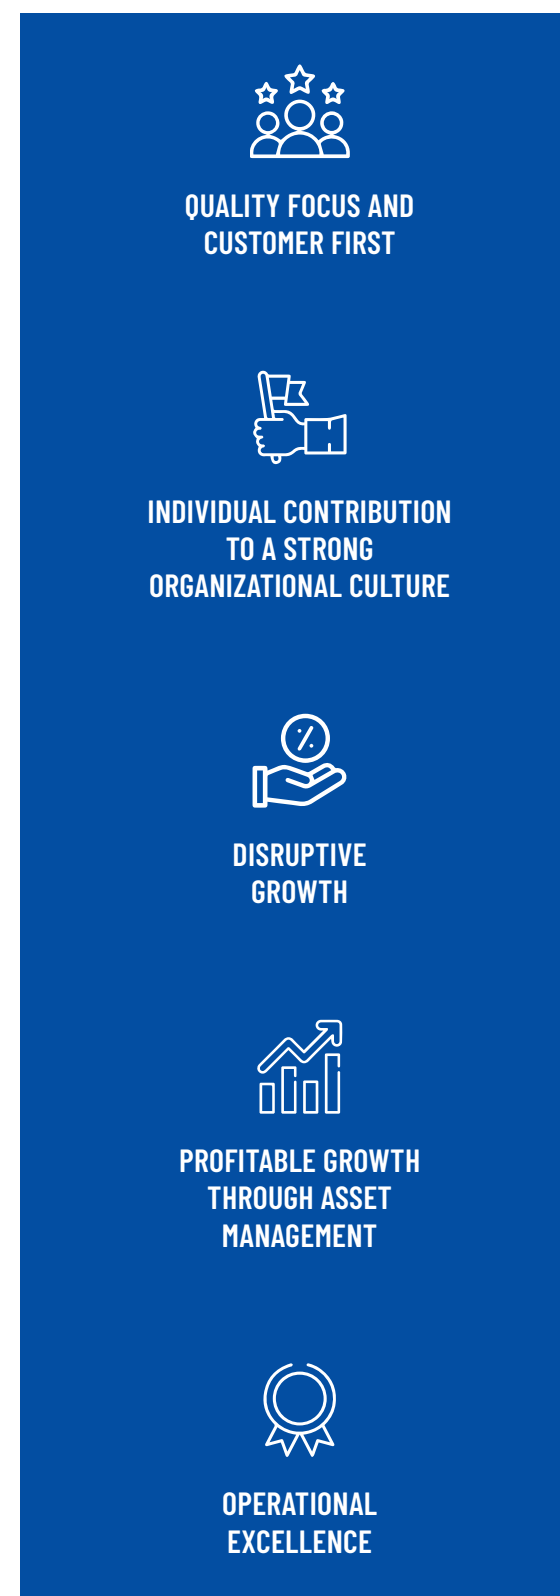 QUALITY FOCUS AND
CUSTOMER FIRST
INDIVIDUAL CONTRIBUTION
TO A STRONG
ORGANIZATIONAL CULTURE
%
DISRUPTIVE
GROWTH
PROFITABLE GROWTH
THROUGH ASSET
MANAGEMENT
OPERATIONAL
EXCELLENCE